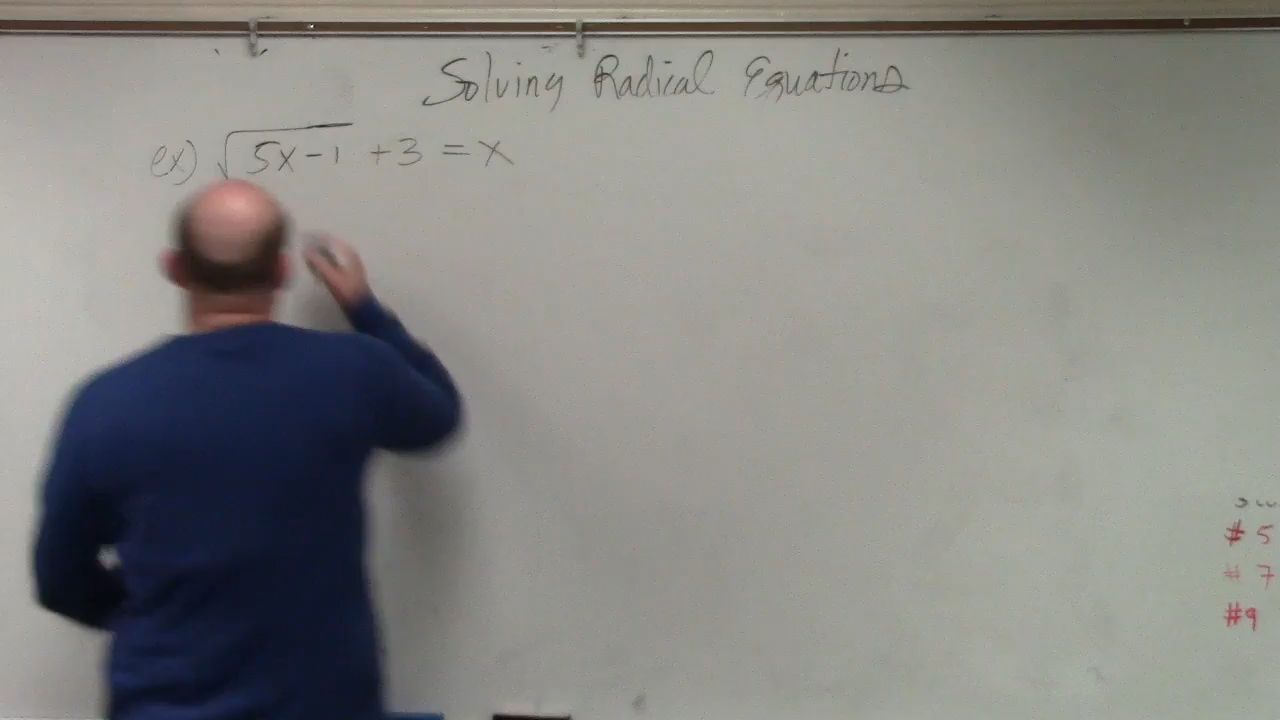 Solving Radical Equations
ex) √5x-1 +3 = x
# 5
# 7
#9